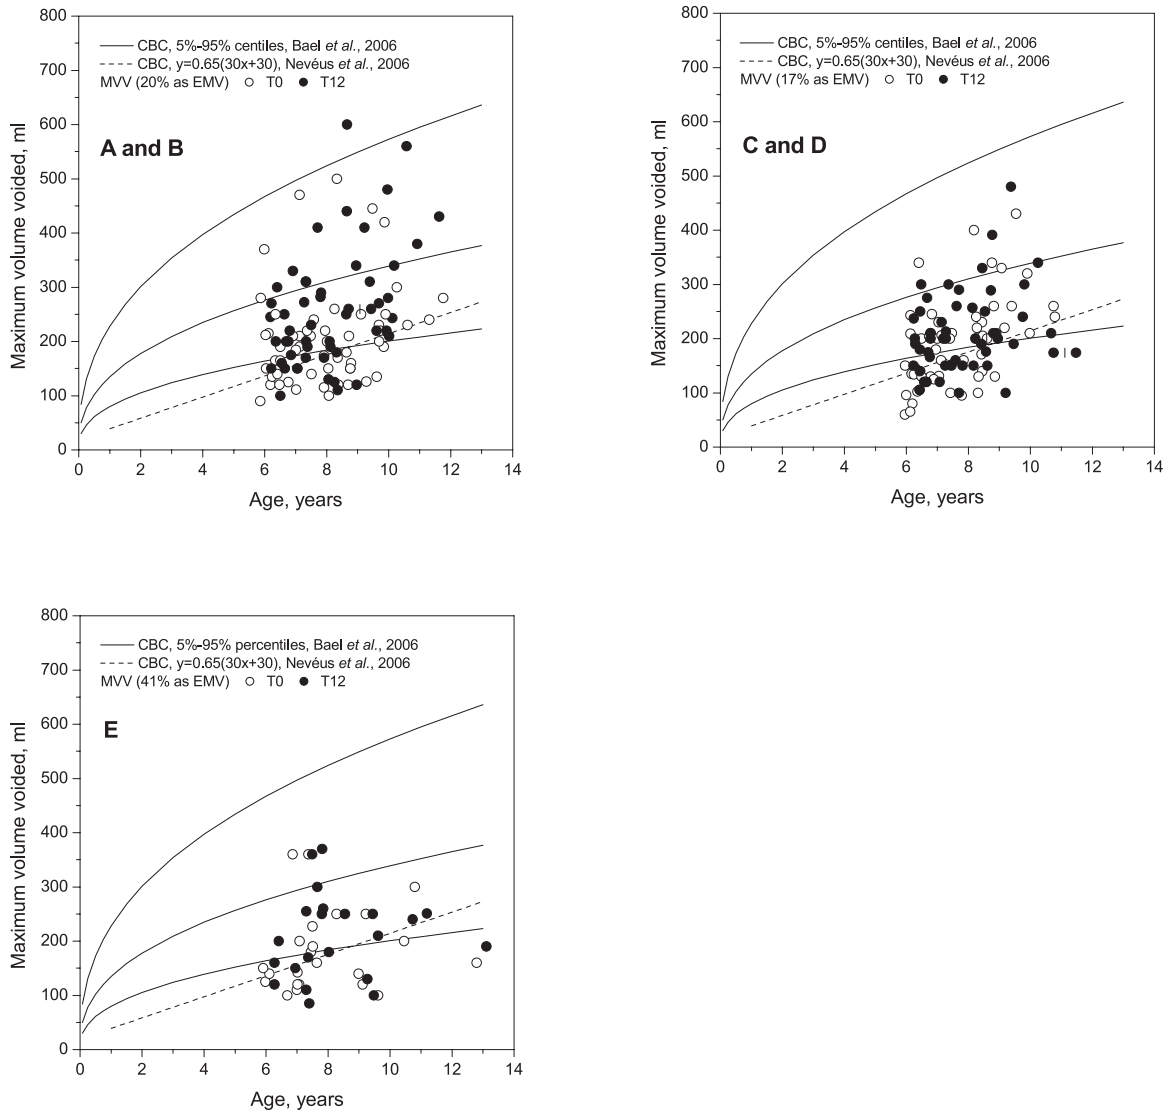 800
700
600
500
400
300
200
100
0
Maximum volume voided, ml
CBC, 5%-95% centiles, Bael et al., 2006
CBC, y=0.65(30x+30), Nevéus et al., 2006
MVV (20% as EMV) T0 T12
A and B
0 2 4 6 8 10 12 14
Age, years
800
700
600
500
400
300
200
100
0
Maximum volume voided, ml
CBC, 5%-95% centiles, Bael et al., 2006
CBC, y=0.65(30x+30), Nevéus et al., 2006
MVV (17% as EMV) T0 T12
C and D
0 2 4 6 8 10 12 14
Age, years
800
700
600
500
400
300
200
100
0
Maximum volume voided, ml
CBC, 5%-95% percentiles, Bael et al., 2006
CBC, y=0.65(30x+30), Nevéus et al., 2006
MVV (41% as EMV) T0 T12
E
0 2 4 6 8 10 12 14
Age, years